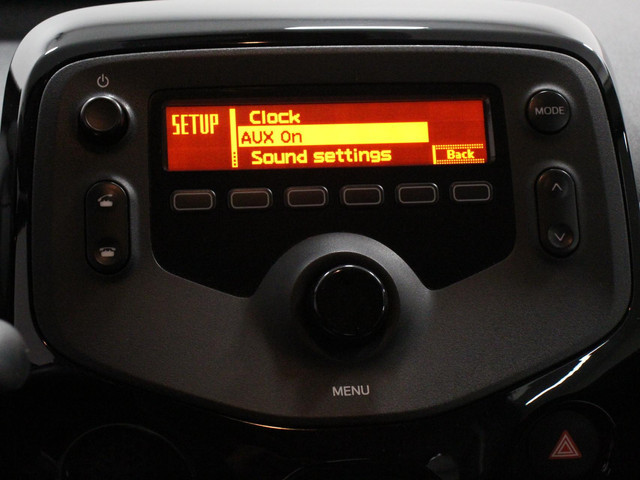 MODE
SETUP
Clock
AUX On
Sound settings
Back
MENU